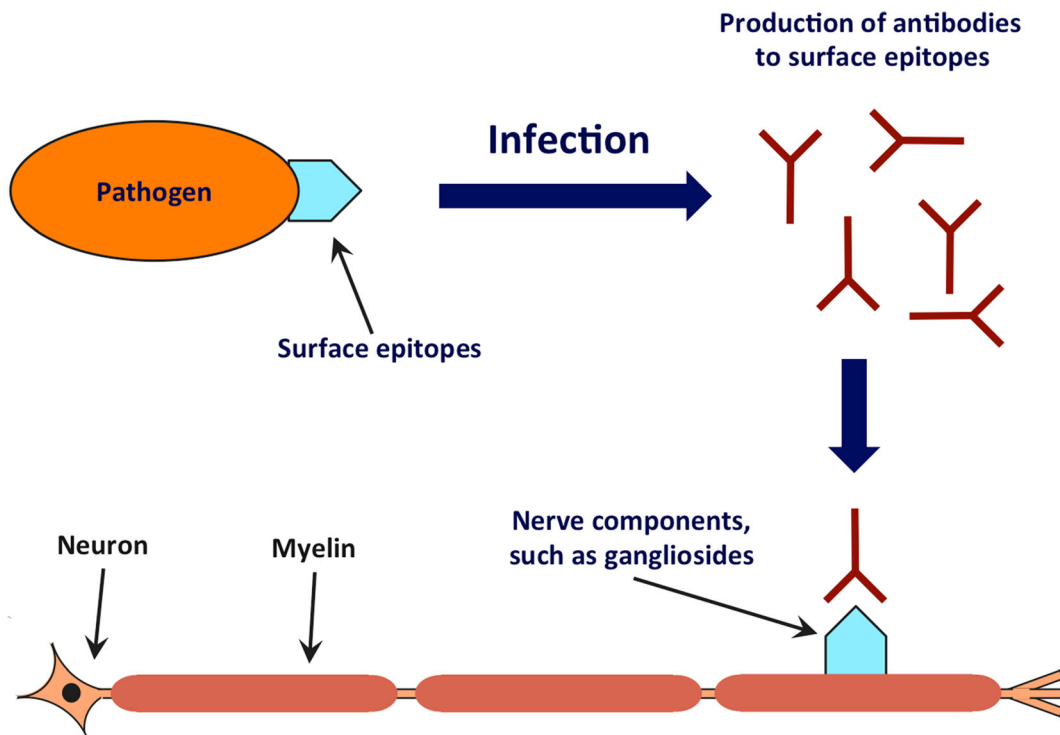 Production of antibodies
to surface epitopes
Infection
Pathogen
Surface epitopes
Nerve components,
such as gangliosides
Neuron
Myelin